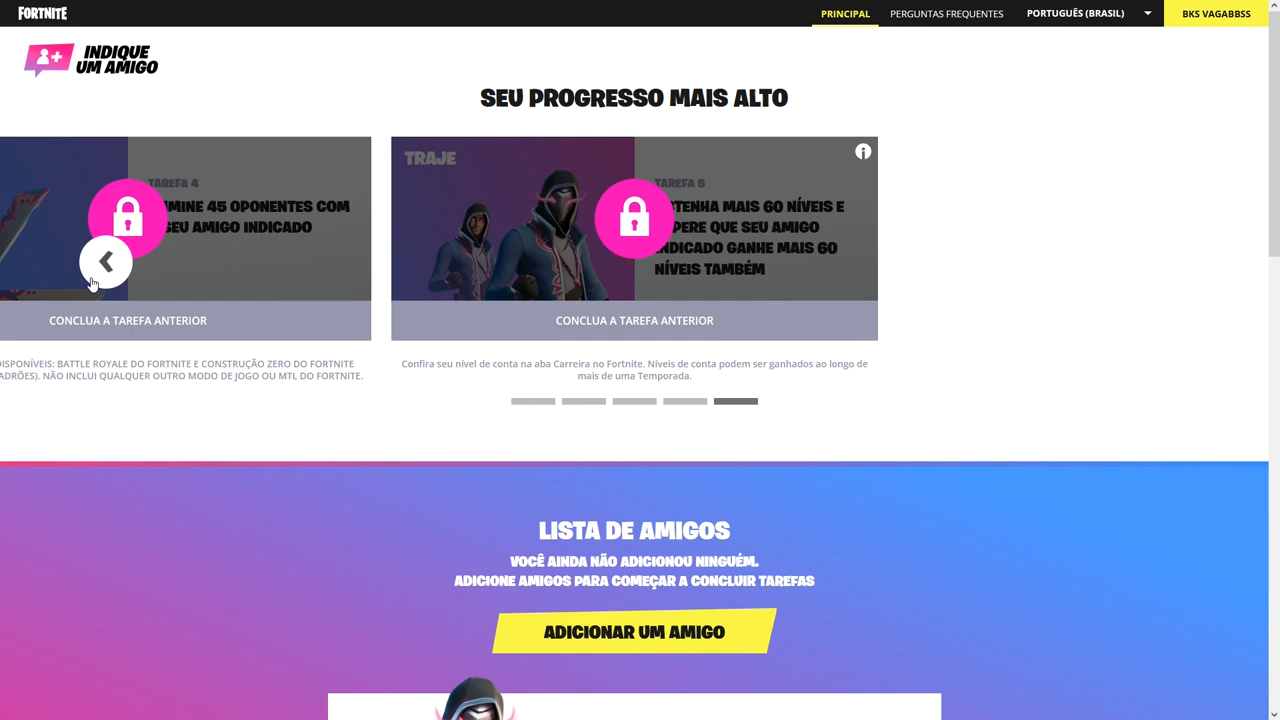 FORTNITE
PRINCIPAL
PERGUNTAS FREQUENTES
PORTUGUÊS (BRASIL)
BKS VAGABBSS
INDIQUE
UM AMIGO
SEU PROGRESSO MAIS ALTO
TAREFA 4
45 OPONENTES COM
SEU AMIGO INDICADO
CONCLUA A TAREFA ANTERIOR
DISPONÍVEIS: BATTLE ROYALE DO FORTNITE E CONSTRUÇÃO ZERO DO FORTNITE
NÃO INCLUI QUALQUER OUTRO MODO DE JOGO OU MTL DO FORTNITE.
TRAJE
TAREFA 5
MAIS 60 NÍVEIS E
QUE SEU AMIGO
INDICADO GANHE MAIS 60
NÍVEIS TAMBÉM
CONCLUA A TAREFA ANTERIOR
Confira seu nível de conta na aba Carreira no Fortnite. Níveis de conta podem ser ganhados ao longo de
mais de uma Temporada.
LISTA DE AMIGOS
VOCÊ AINDA NÃO ADICIONOU NINGUÉM.
ADICIONE AMIGOS PARA COMEÇAR A CONCLUIR TAREFAS
ADICIONAR UM AMIGO